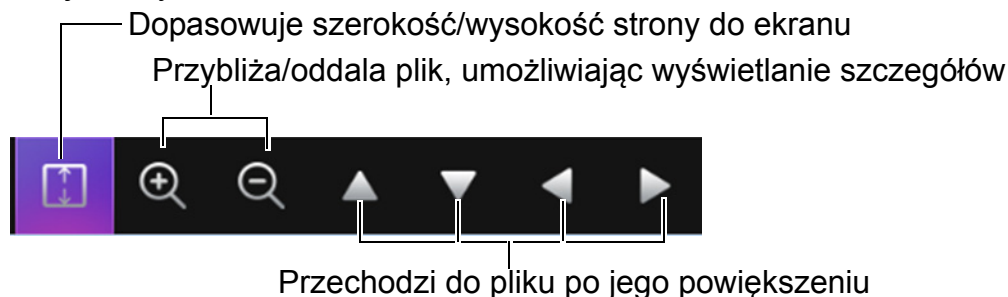 Dopasowuje szerokość/wysokość strony do ekranu
Przybliża/oddala plik, umożliwiając wyświetlanie szczegółów
Przechodzi do pliku po jego powiększeniu